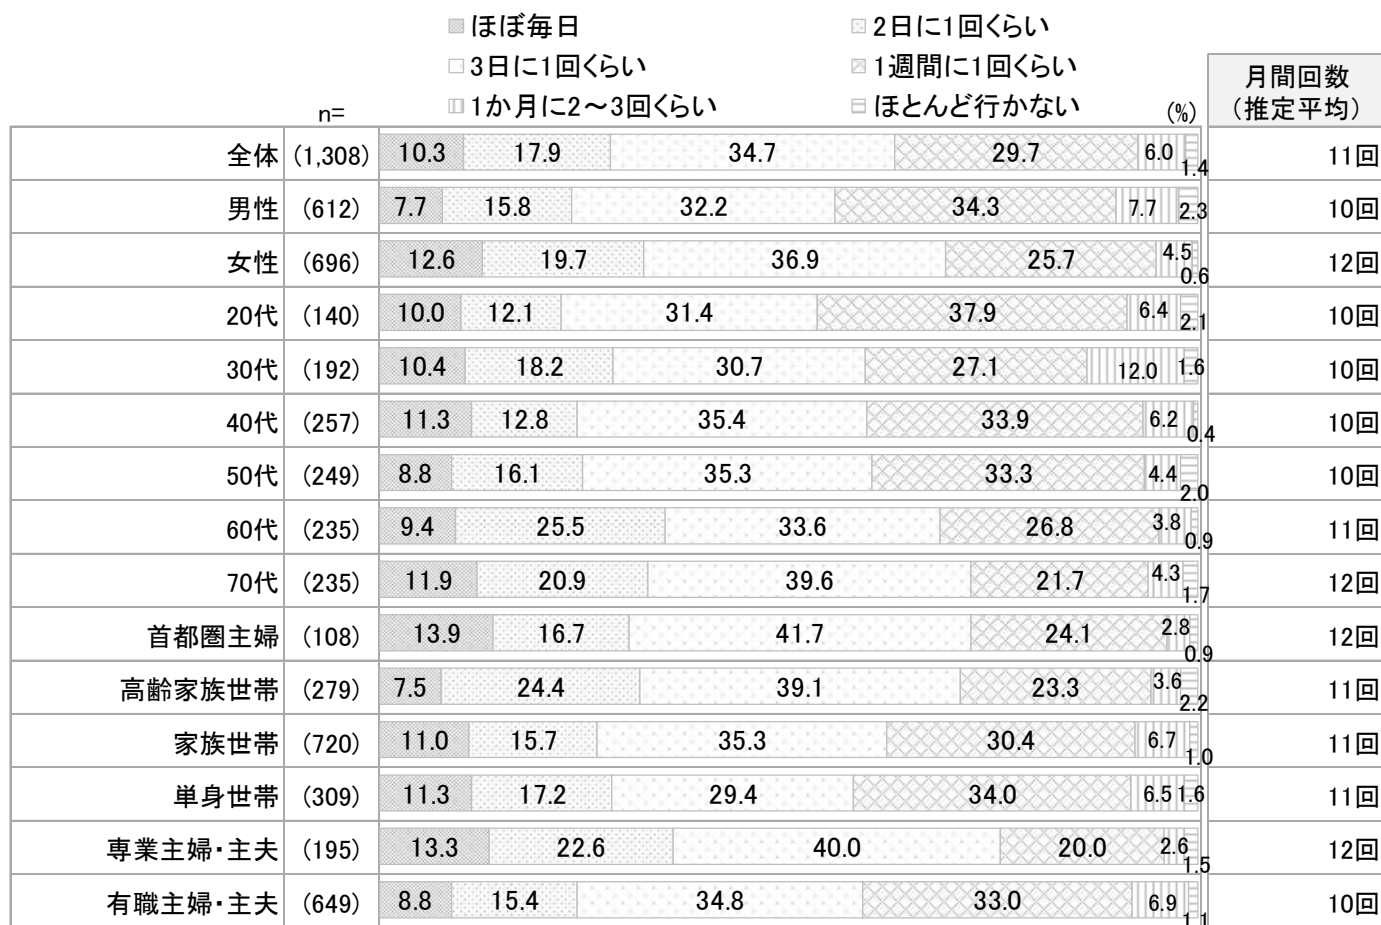 ほぼ毎日 2日に1回くらい
3日に1回くらい 1週間に1回くらい
n= 1か月に2～3回くらい ほとんど行かない (%)
月間回数
（推定平均）
全体 (1,308) 10.3 17.9 34.7 29.7 6.0 1.4 11回
男性 (612) 7.7 15.8 32.2 34.3 7.7 2.3 10回
女性 (696) 12.6 19.7 36.9 25.7 4.5 0.6 12回
20代 (140) 10.0 12.1 31.4 37.9 6.4 2.1 10回
30代 (192) 10.4 18.2 30.7 27.1 12.0 1.6 10回
40代 (257) 11.3 12.8 35.4 33.9 6.2 0.4 10回
50代 (249) 8.8 16.1 35.3 33.3 4.4 2.0 10回
60代 (235) 9.4 25.5 33.6 26.8 3.8 0.9 11回
70代 (235) 11.9 20.9 39.6 21.7 4.3 1.7 12回
首都圏主婦 (108) 13.9 16.7 41.7 24.1 2.8 0.9 12回
高齢家族世帯 (279) 7.5 24.4 39.1 23.3 3.6 2.2 11回
家族世帯 (720) 11.0 15.7 35.3 30.4 6.7 1.0 11回
単身世帯 (309) 11.3 17.2 29.4 34.0 6.5 1.6 11回
専業主婦・主夫 (195) 13.3 22.6 40.0 20.0 2.6 1.5 12回
有職主婦・主夫 (649) 8.8 15.4 34.8 33.0 6.9 1.1 10回